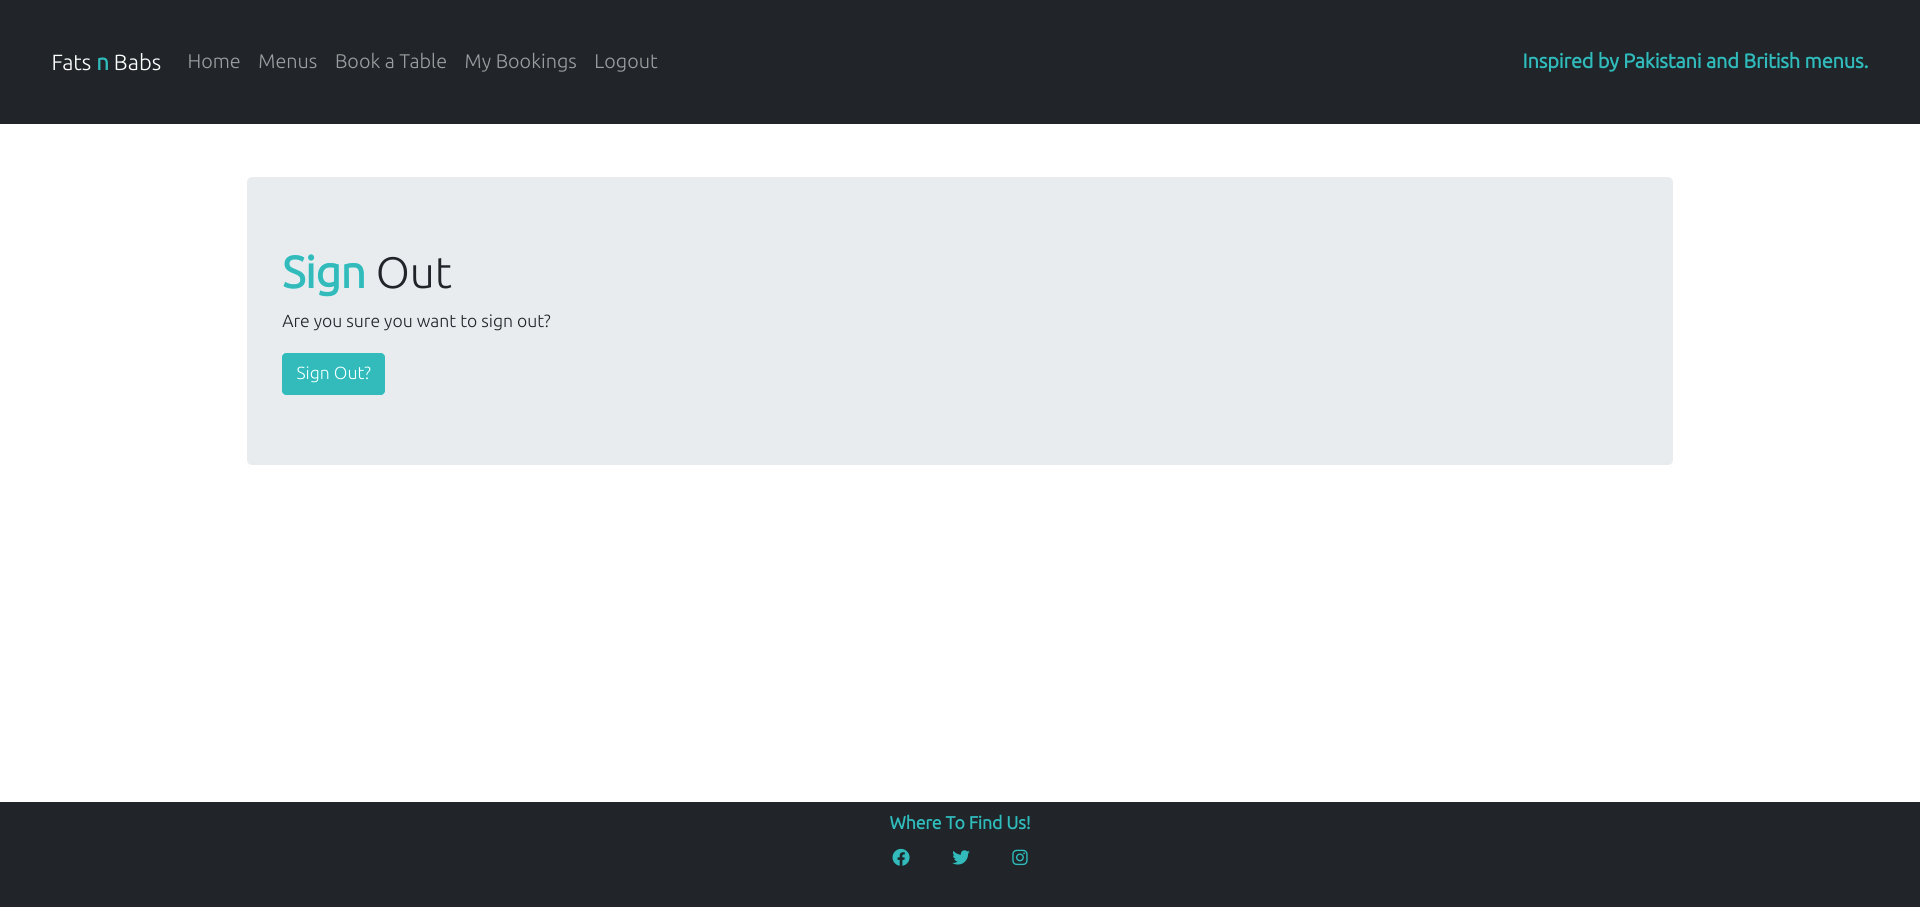 Fats n Babs Home Menus Book a Table My Bookings Logout Inspired by Pakistani and British menus.
Sign Out
Are you sure you want to sign out?
Sign Out?
Where To Find Us!